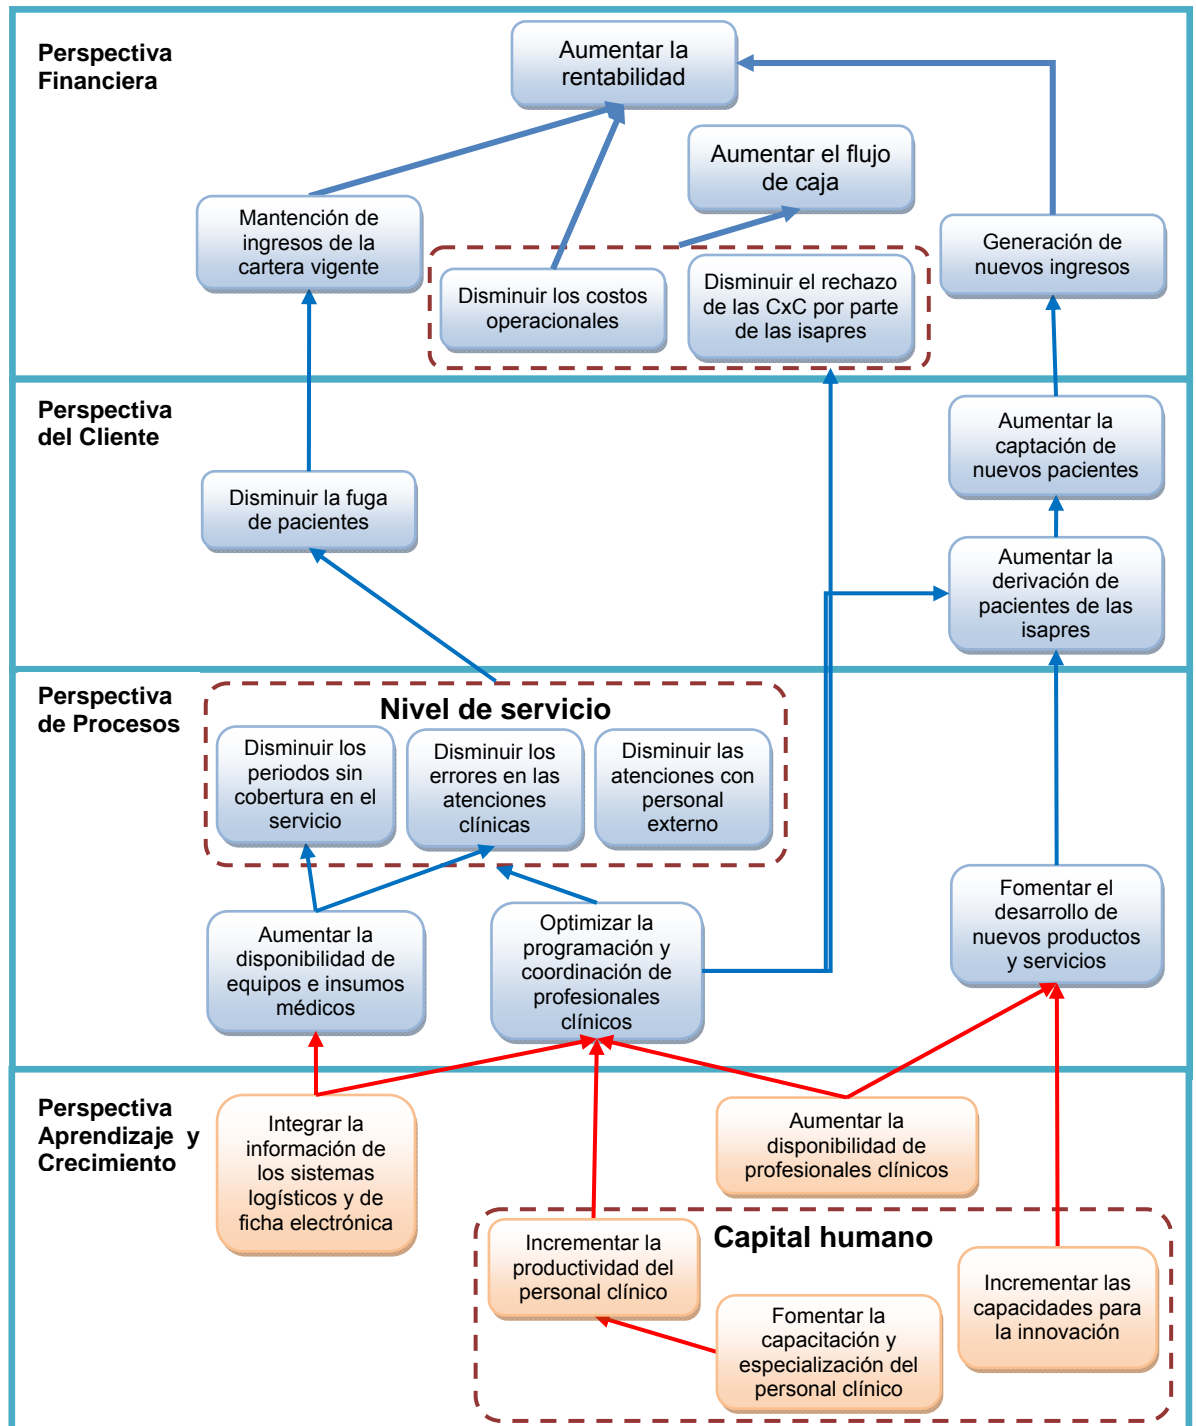 Perspectiva
Financiera
Aumentar la
rentabilidad
Aumentar el flujo
de caja
Mantención de
ingresos de la
cartera vigente
Disminuir los costos
operacionales
Disminuir el rechazo
de las CxC por parte
de las isapres
Generación de
nuevos ingresos
Perspectiva
del Cliente
Aumentar la
captación de
nuevos pacientes
Disminuir la fuga
de pacientes
Aumentar la
derivación de
pacientes de las
isapres
Perspectiva
de Procesos
Nivel de servicio
Disminuir los
periodos sin
cobertura en el
servicio
Disminuir los
errores en las
atenciones
clínicas
Disminuir las
atenciones con
personal
externo
Aumentar la
disponibilidad de
equipos e insumos
médicos
Optimizar la
programación y
coordinación de
profesionales
clínicos
Fomentar el
desarrollo de
nuevos productos
y servicios
Perspectiva
Aprendizaje y
Crecimiento
Integrar la
información de
los sistemas
logísticos y de
ficha electrónica
Aumentar la
disponibilidad de
profesionales clínicos
Capital humano
Incrementar la
productividad del
personal clínico
Fomentar la
capacitación y
especialización del
personal clínico
Incrementar las
capacidades para
la innovación